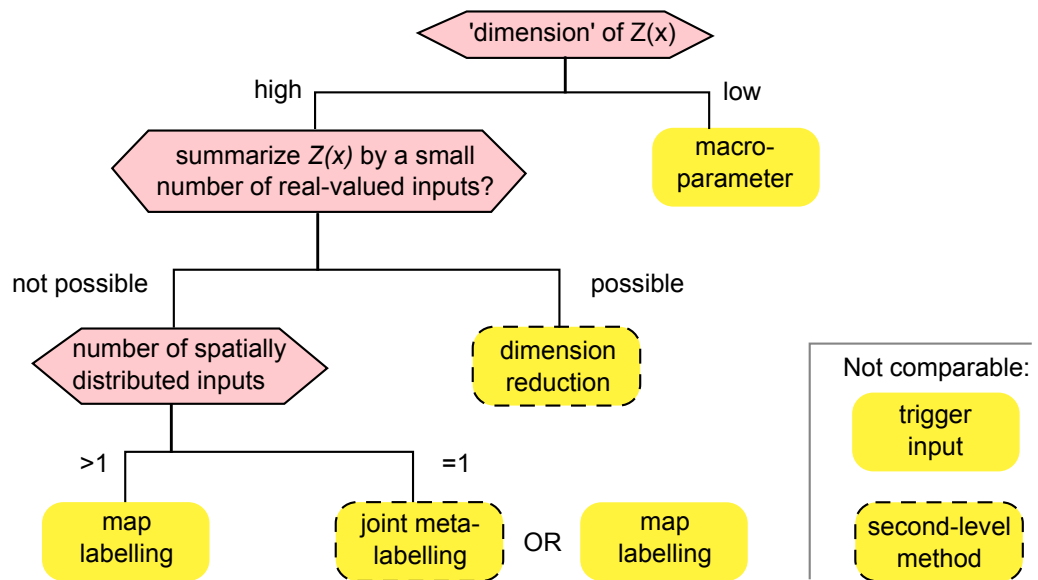 'dimension' of Z(x)
high
low
summarize Z(x) by a small
number of real-valued inputs?
macro-
parameter
not possible
possible
number of spatially
distributed inputs
dimension
reduction
Not comparable:
trigger
input
>1
=1
map
labelling
joint meta-
labelling
OR
map
labelling
second-level
method